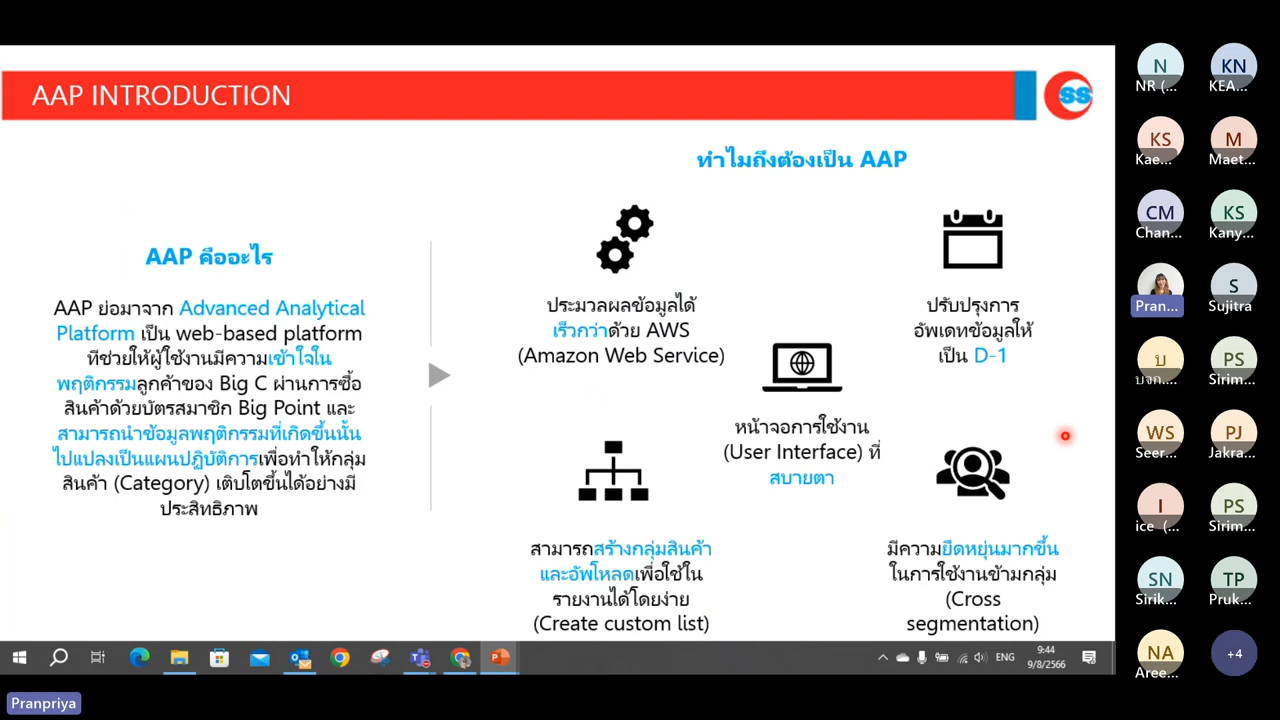 AAP INTRODUCTION
SS
ทำไมถึงต้องเป็น AAP
AAP คืออะไร
AAP ย่อมาจาก Advanced Analytical
Platform เป็น web-based platform
ที่ช่วยให้ผู้ใช้งานมีความเข้าใจใน
พฤติกรรมลูกค้าของ Big C ผ่านการซื้อ
สินค้าด้วยบัตรสมาชิก Big Point และ
สามารถนำข้อมูลพฤติกรรมที่เกิดขึ้นนั้น
ไปแปลงเป็นแผนปฏิบัติการเพื่อทำให้กลุ่ม
สินค้า (Category) เติบโตขึ้นได้อย่างมี
ประสิทธิภาพ
ประมวลผลข้อมูลได้
เร็วกว่าด้วย AWS
(Amazon Web Service)
ปรับปรุงการ
อัพเดทข้อมูลให้
เป็น D-1
หน้าจอการใช้งาน
(User Interface) ที่
สบายตา
สามารถสร้างกลุ่มสินค้า
และอัพโหลดเพื่อใช้ใน
รายงานได้โดยง่าย
(Create custom list)
มีความยืดหยุ่นมากขึ้น
ในการใช้งานข้ามกลุ่ม
(Cross
segmentation)
ENG
9:44
9/8/2566
Pranpriya
N
NR (...
KN
KEA...
KS
Kae...
M
Maet...
CM
Chan...
KS
Kany...
Pran...
S
Sujitra
บ
บจก....
PS
Sirim...
WS
Seer...
PJ
Jakra...
I
ice (...
PS
Sirim...
SN
Sirik...
TP
Pruk...
NA
Aree...
+4